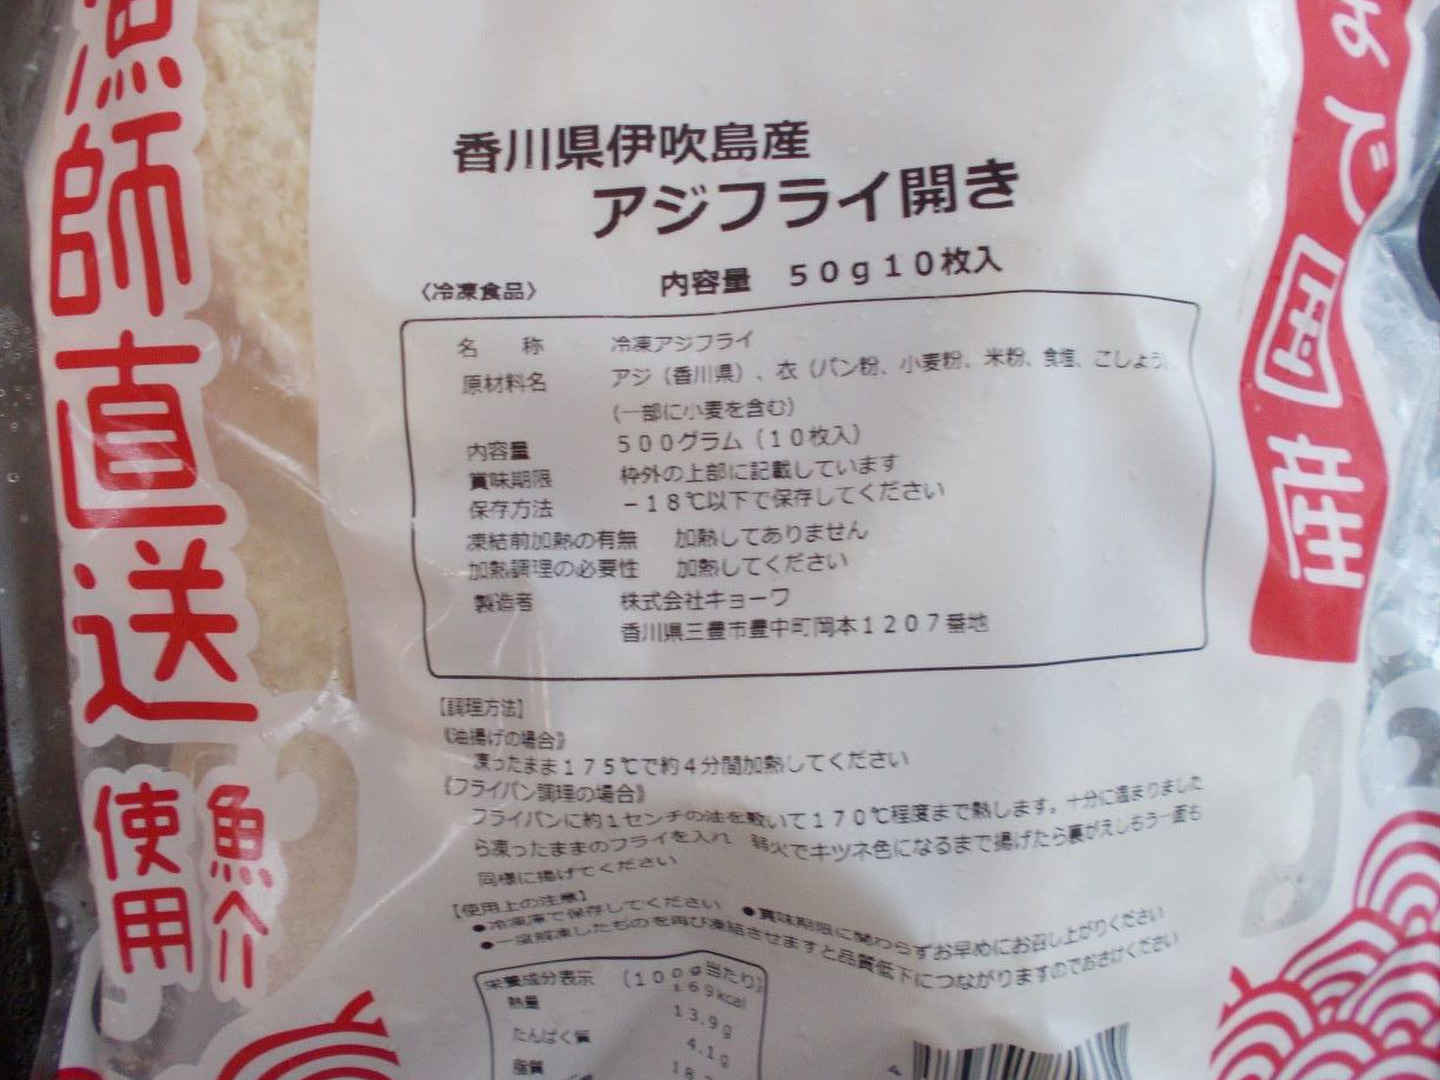 漁師直送
魚介
使用
国産
香川県伊吹島産
アジフライ開き
〈冷凍食品〉 内容量 50g10枚入
名 称 冷凍アジフライ
原材料名 アジ（香川県）、衣（パン粉、小麦粉、米粉、食塩、こしょう）、
（一部に小麦を含む）
内容量 500グラム（10枚入）
賞味期限 枠外の上部に記載しています
保存方法 －18℃以下で保存してください
凍結前加熱の有無 加熱してありません
加熱調理の必要性 加熱してください
製造者 株式会社キョーワ
香川県三豊市豊中町岡本1207番地
【調理方法】
《油揚げの場合》
凍ったまま175℃で約4分間加熱してください
《フライパン調理の場合》
フライパンに約1センチの油を敷いて170℃程度まで熱します。十分に温まりました
ら凍ったままのフライを入れ 弱火でキツネ色になるまで揚げたら裏がえしもう一面も
同様に揚げてください
【使用上の注意】
●冷凍庫で保存してください ●賞味期限に関わらずお早めにお召し上がりください
●一度解凍したものを再び凍結させますと品質低下につながりますのでおさけください
栄養成分表示 （100g当たり）
熱量 169kcal
たんぱく質 13.9g
脂質 4.1g
18.
4